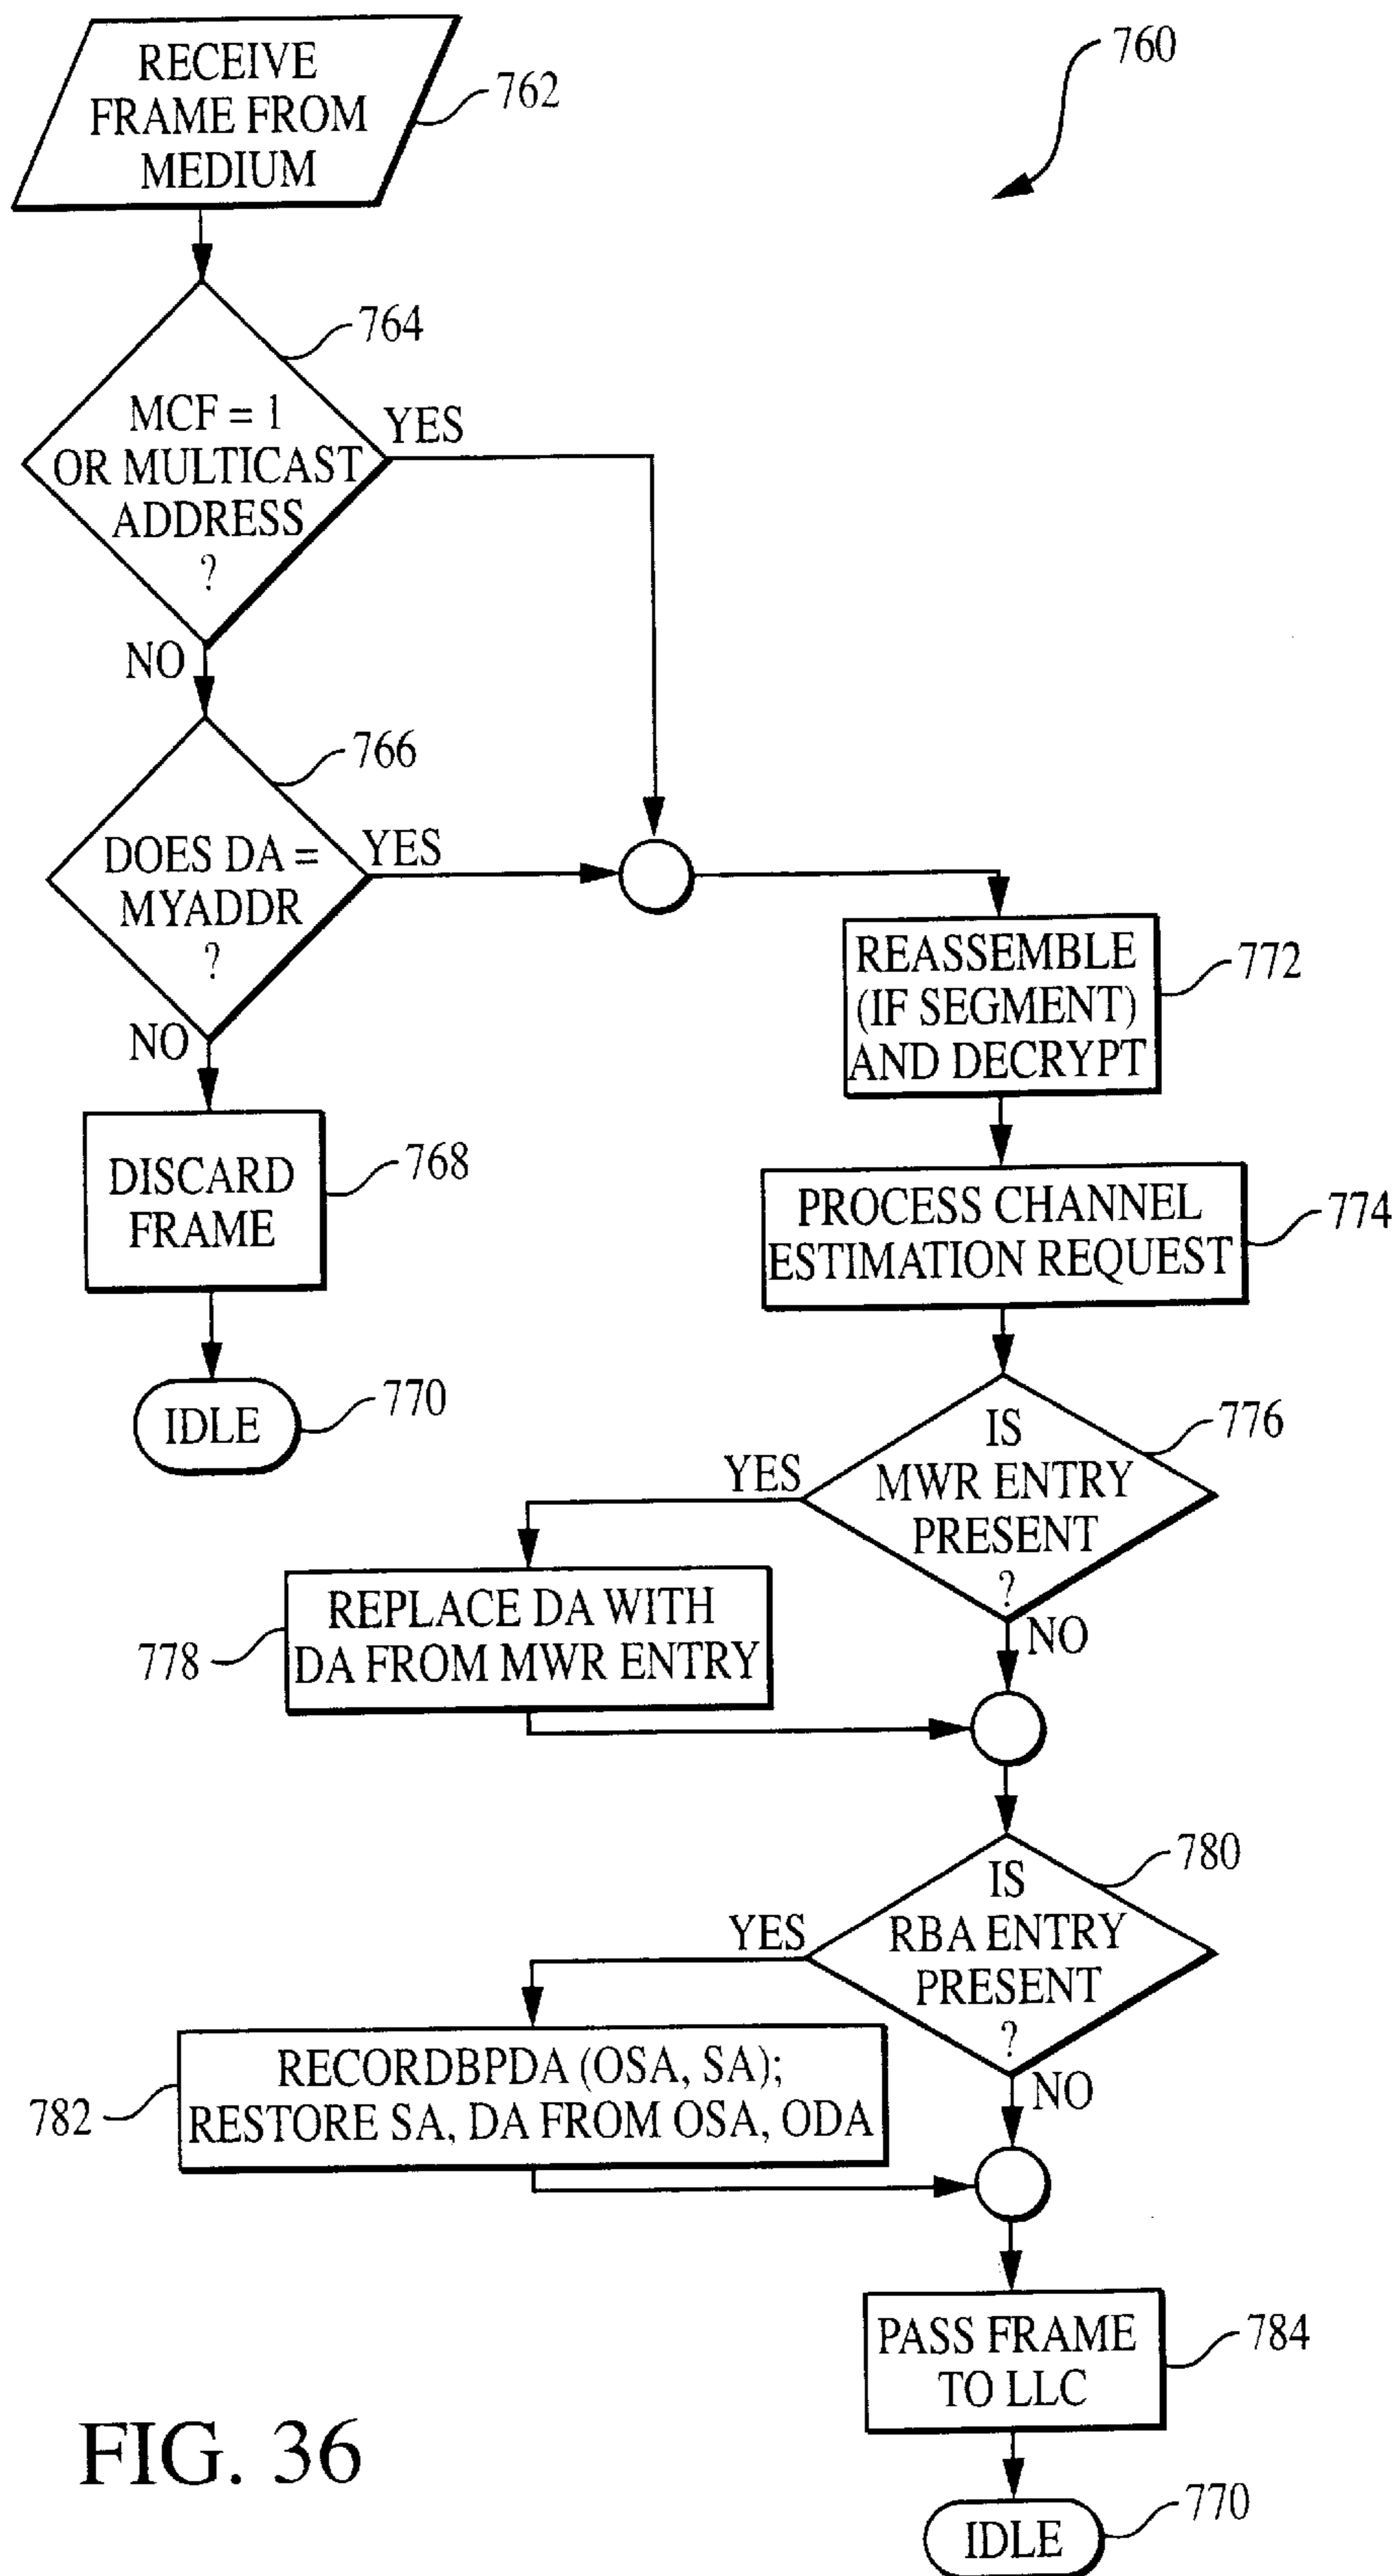 760
RECEIVE
FRAME FROM
MEDIUM
762
764
MCF = 1
OR MULTICAST
ADDRESS
?
YES
NO
766
DOES DA =
MYADDR
?
YES
NO
DISCARD
FRAME
768
IDLE
770
REASSEMBLE
(IF SEGMENT)
AND DECRYPT
772
PROCESS CHANNEL
ESTIMATION REQUEST
774
IS
MWR ENTRY
PRESENT
?
776
YES
NO
REPLACE DA WITH
DA FROM MWR ENTRY
778
IS
RBA ENTRY
PRESENT
?
780
YES
NO
RECORDBPDA (OSA, SA);
RESTORE SA, DA FROM OSA, ODA
782
PASS FRAME
TO LLC
784
IDLE
770
FIG. 36